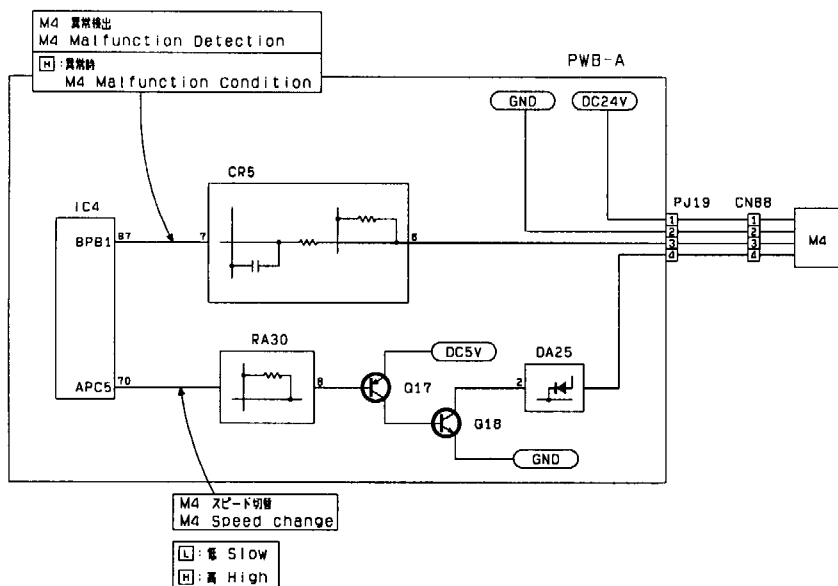 M4 異常検出
M4 Malfunction Detection
H:異常時
M4 Malfunction Condition
PWB-A
GND
DC24V
CR5
IC4
PJ19
CN88
BPB1
87
7
6
1
1
2
2
3
3
4
4
M4
RA30
DC5V
DA25
APC5
70
8
Q17
2
Q18
GND
M4 スピード切替
M4 Speed change
L:低 Slow
H:高 High